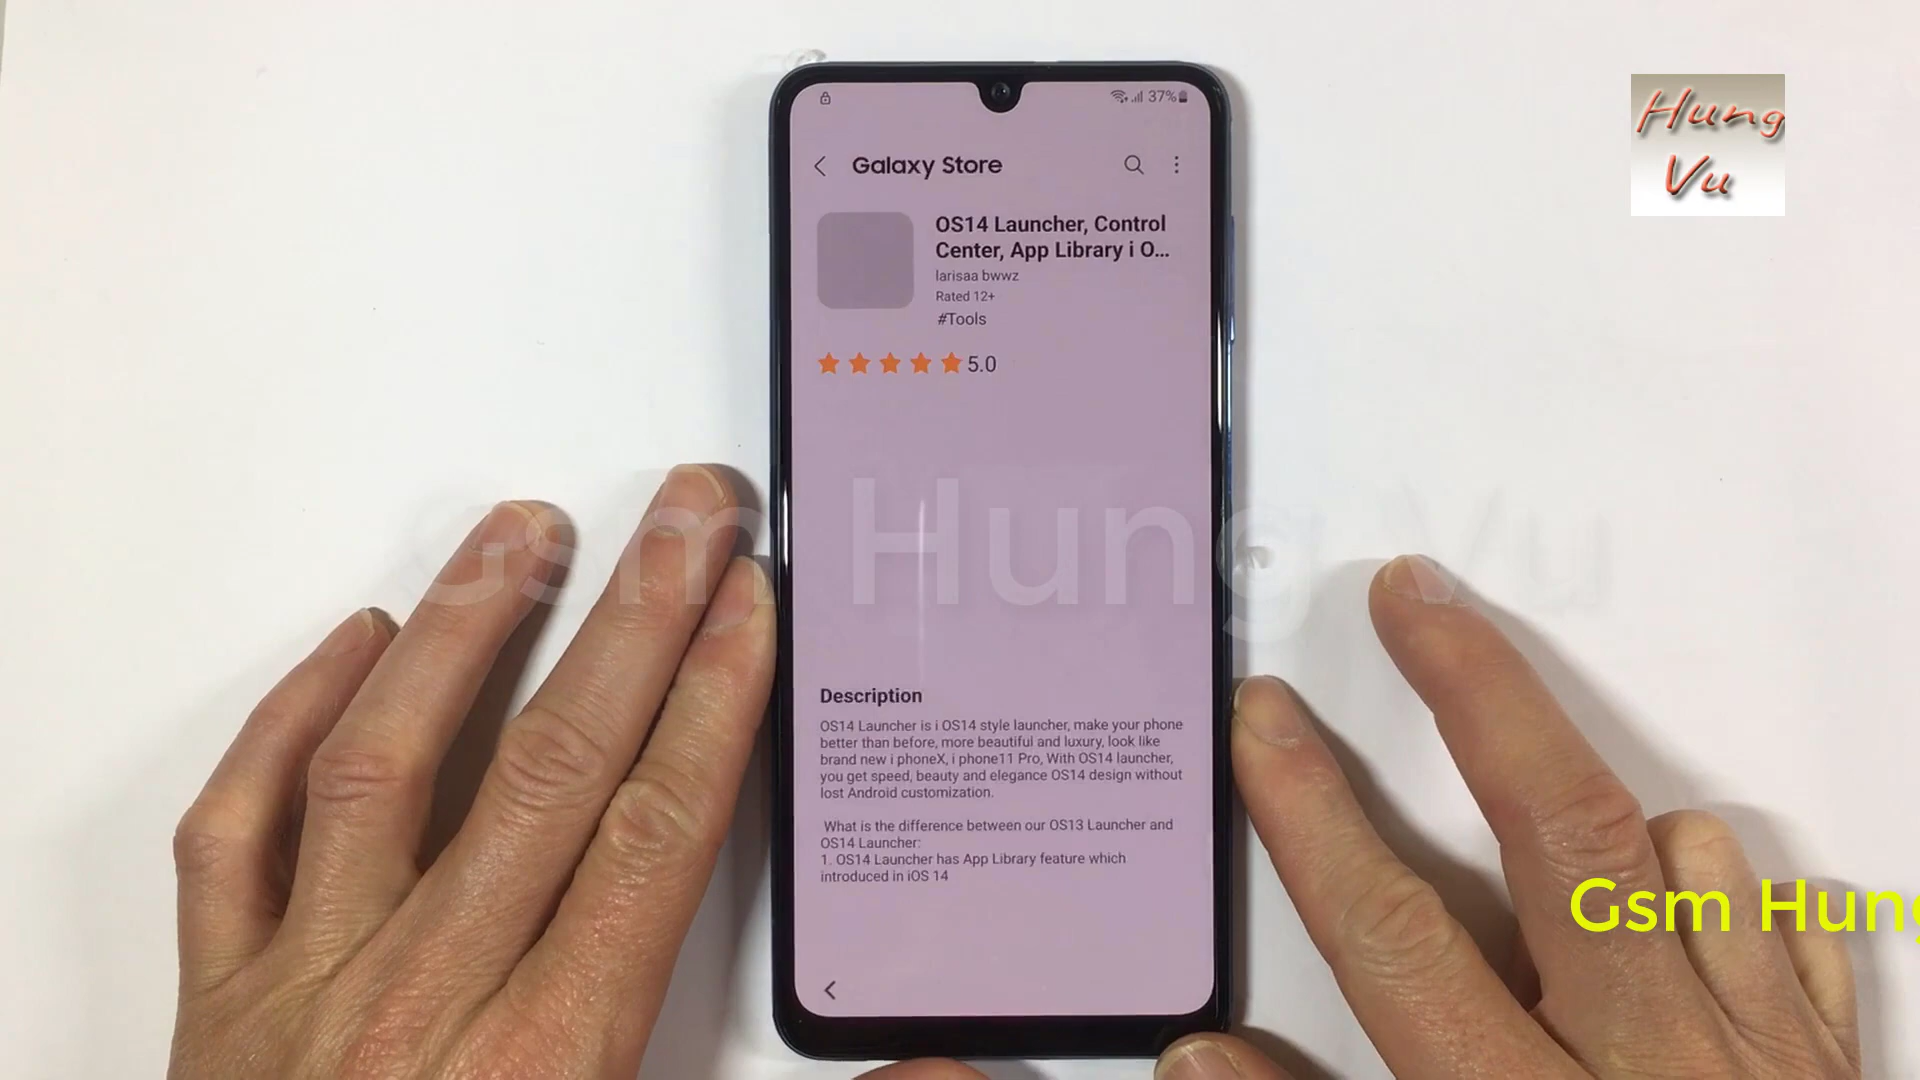 37%
Galaxy Store
OS14 Launcher, Control
Center, App Library i O...
larisaa bwwz
Rated 12+
#Tools
5.0
Description
OS14 Launcher is i OS14 style launcher, make your phone
better than before, more beautiful and luxury, look like
brand new i phoneX, i phone11 Pro, With OS14 launcher,
you get speed, beauty and elegance OS14 design without
lost Android customization.
What is the difference between our OS13 Launcher and
OS14 Launcher:
1. OS14 Launcher has App Library feature which
introduced in iOS 14
Hung
Vu
Gsm Hung Vu
Gsm Hung